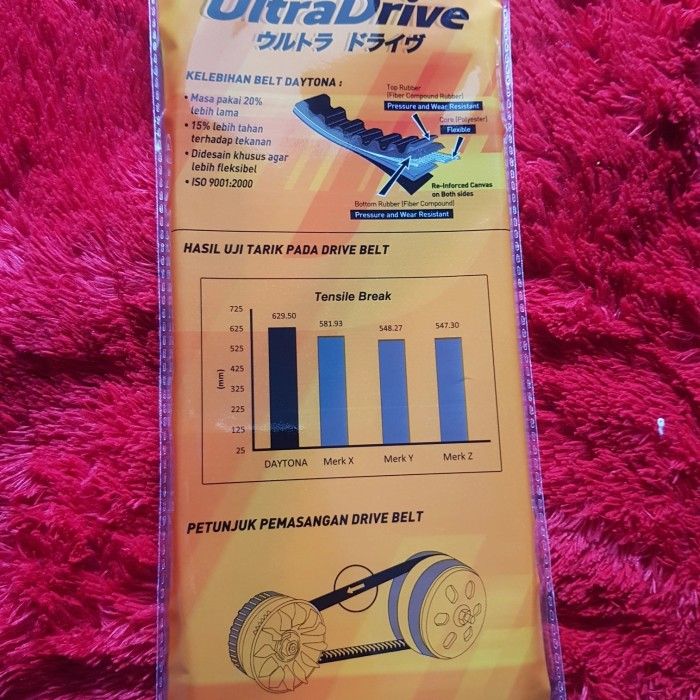 UltraDrive
ウルトラ ドライヴ
KELEBIHAN BELT DAYTONA :
• Masa pakai 20%
lebih lama
• 15% lebih tahan
terhadap tekanan
• Didesain khusus agar
lebih fleksibel
• ISO 9001:2000
Top Rubber
(Fiber Compound Rubber)
Pressure and Wear Resistant
Core (Polyester)
Flexible
Re-Inforced Canvas
on Both sides
Bottom Rubber (Fiber Compound)
Pressure and Wear Resistant
HASIL UJI TARIK PADA DRIVE BELT
Tensile Break
(mm)
725
625
525
425
325
225
125
25
629.50
581.93
548.27
547.30
DAYTONA
Merk X
Merk Y
Merk Z
PETUNJUK PEMASANGAN DRIVE BELT